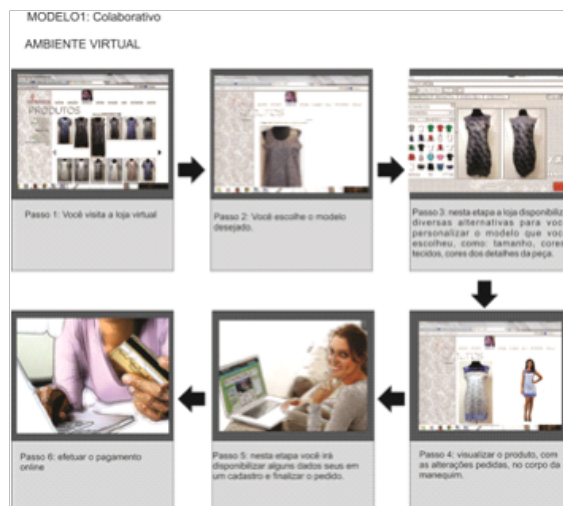 MODELO1: Colaborativo
AMBIENTE VIRTUAL
PRODUTOS
Passo 1: Você visita a loja virtual
Passo 2: Você escolhe o modelo
desejado.
Passo 3: nesta etapa a loja disponibiliz
diversas alternativas para voc
personalizar o modelo que voc
escolheu, como: tamanho, cores
tecidos, cores dos detalhes da peça.
Passo 6: efetuar o pagamento
online
Passo 5: nesta etapa você irá
disponibilizar alguns dados seus em
um cadastro e finalizar o pedido.
Passo 4: visualizar o produto, com
as alterações pedidas, no corpo da
manequim.